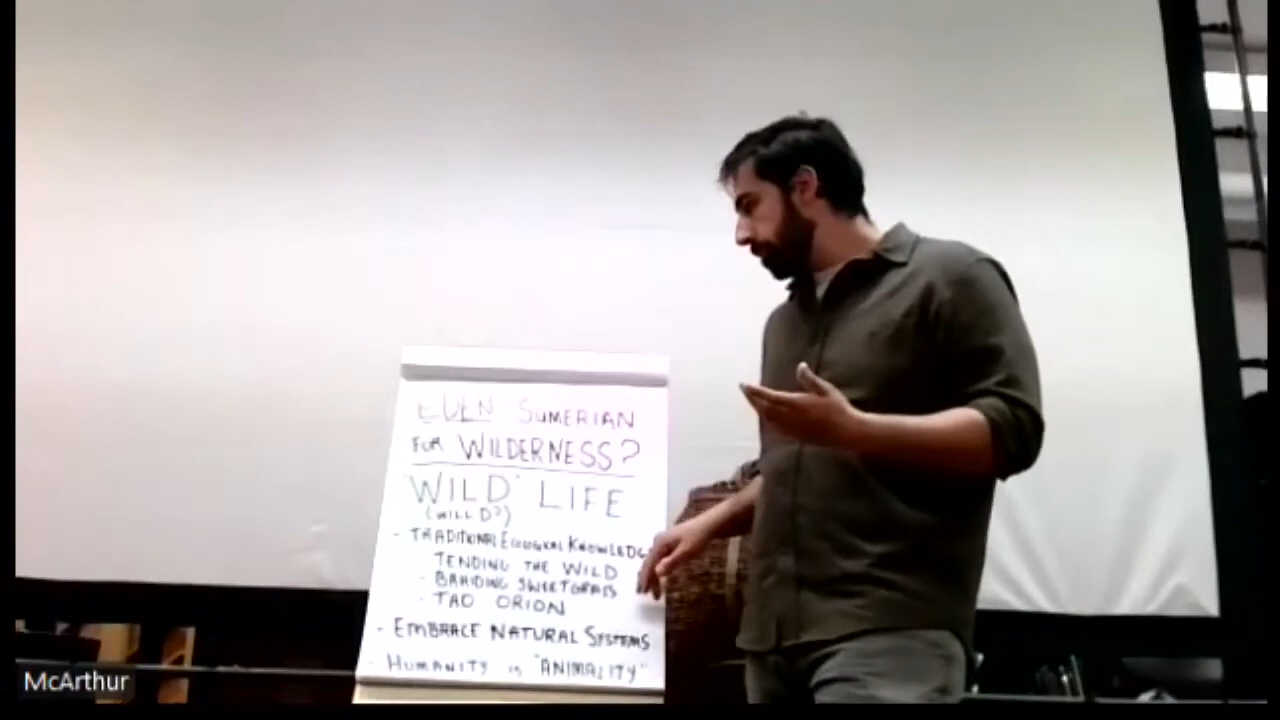 EDEN SUMERIAN
FOR WILDERNESS?
WILD LIFE
(WILL D?)
- TRADITIONAL ECOLOGICAL KNOWLEDGE
TENDING THE WILD
- BRAIDING SWEETGRASS
- TAO ORION
- EMBRACE NATURAL SYSTEMS
- HUMANITY is "ANIMALITY"
McArthur